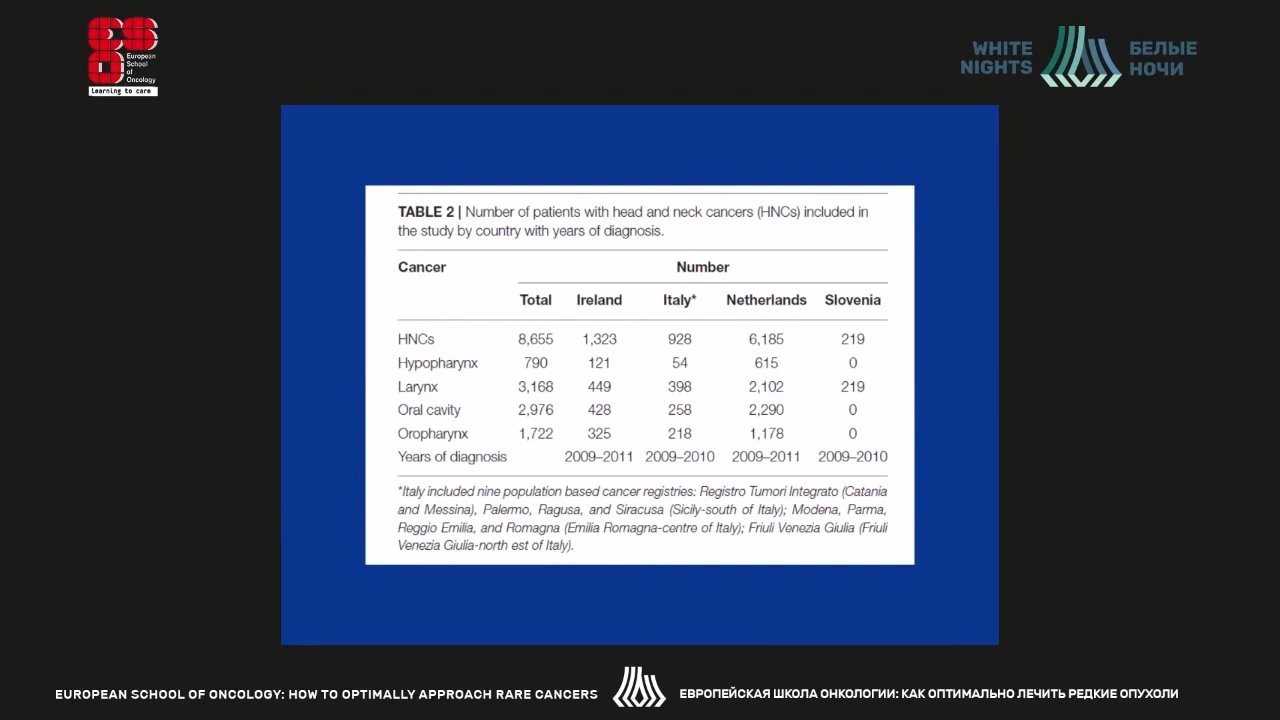 European
School
of
Oncology
Learning to care
WHITE
NIGHTS
БЕЛЫЕ
НОЧИ
TABLE 2 | Number of patients with head and neck cancers (HNCs) included in
the study by country with years of diagnosis.
Cancer Number
Total Ireland Italy* Netherlands Slovenia
HNCs 8,655 1,323 928 6,185 219
Hypopharynx 790 121 54 615 0
Larynx 3,168 449 398 2,102 219
Oral cavity 2,976 428 258 2,290 0
Oropharynx 1,722 325 218 1,178 0
Years of diagnosis 2009–2011 2009–2010 2009–2011 2009–2010
*Italy included nine population based cancer registries: Registro Tumori Integrato (Catania
and Messina), Palermo, Ragusa, and Siracusa (Sicily-south of Italy); Modena, Parma,
Reggio Emilia, and Romagna (Emilia Romagna-centre of Italy); Friuli Venezia Giulia (Friuli
Venezia Giulia-north est of Italy).
EUROPEAN SCHOOL OF ONCOLOGY: HOW TO OPTIMALLY APPROACH RARE CANCERS
ЕВРОПЕЙСКАЯ ШКОЛА ОНКОЛОГИИ: КАК ОПТИМАЛЬНО ЛЕЧИТЬ РЕДКИЕ ОПУХОЛИ